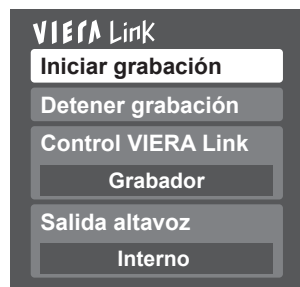 VIERA Link
Iniciar grabación
Detener grabación
Control VIERA Link
Grabador
Salida altavoz
Interno